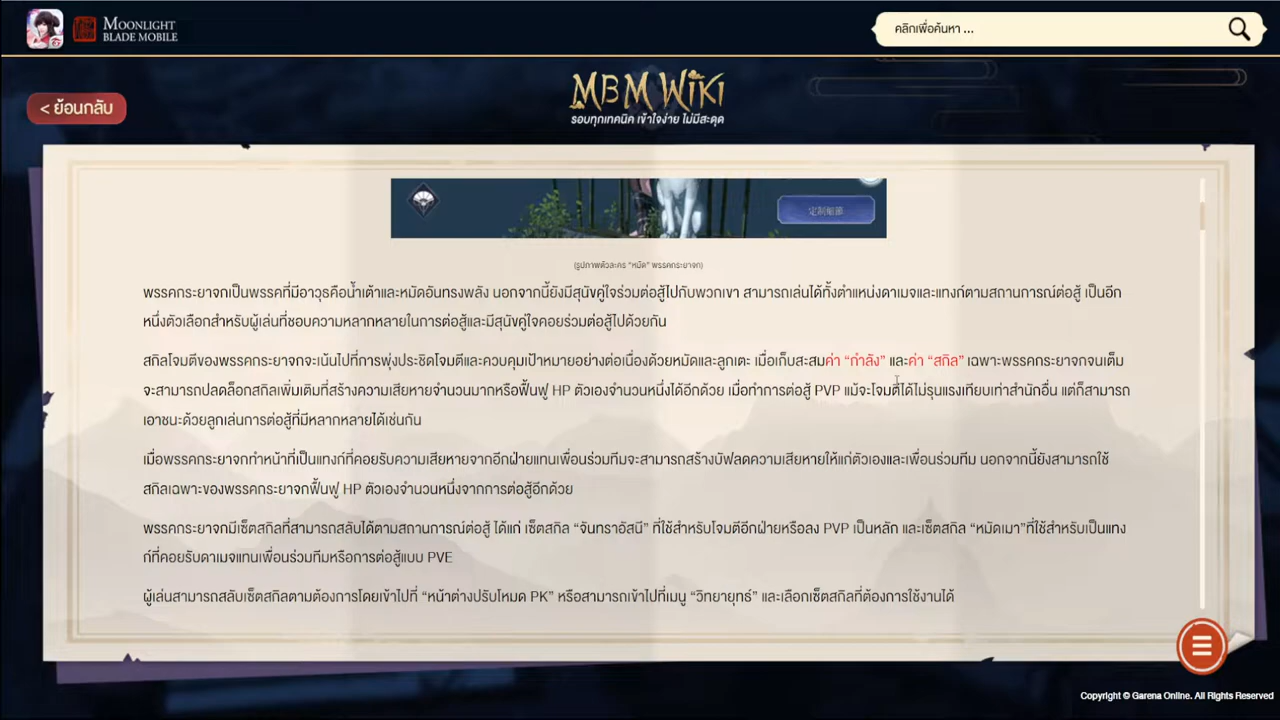 MOONLIGHT
BLADE MOBILE
คลิกเพื่อค้นหา ...
MBM WiKi
รอบทุกเทคนิค เข้าใจง่าย ไม่มีสะดุด
< ย้อนกลับ
定制細節
(รูปภาพตัวละคร “หมัด” พรรคกระยาจก)
พรรคกระยาจกเป็นพรรคที่มีอาวุธคือน้ำเต้าและหมัดอันทรงพลัง นอกจากนี้ยังมีสุนัขคู่ใจร่วมต่อสู้ไปกับพวกเขา สามารถเล่นได้ทั้งตำแหน่งดาเมจและแทงก์ตามสถานการณ์ต่อสู้ เป็นอีก
หนึ่งตัวเลือกสำหรับผู้เล่นที่ชอบความหลากหลายในการต่อสู้และมีสุนัขคู่ใจคอยร่วมต่อสู้ไปด้วยกัน
สกิลโจมตีของพรรคกระยาจกจะเน้นไปที่การพุ่งประชิดโจมตีและควบคุมเป้าหมายอย่างต่อเนื่องด้วยหมัดและลูกเตะ เมื่อเก็บสะสมค่า “กำลัง” และค่า “สกิล” เฉพาะพรรคกระยาจกจนเต็ม
จะสามารถปลดล็อกสกิลเพิ่มเติมที่สร้างความเสียหายจำนวนมากหรือฟื้นฟู HP ตัวเองจำนวนหนึ่งได้อีกด้วย เมื่อทำการต่อสู้ PVP แม้จะโจมตีได้ไม่รุนแรงเทียบเท่าสำนักอื่น แต่ก็สามารถ
เอาชนะด้วยลูกเล่นการต่อสู้ที่มีหลากหลายได้เช่นกัน
เมื่อพรรคกระยาจกทำหน้าที่เป็นแทงก์ที่คอยรับความเสียหายจากอีกฝ่ายแทนเพื่อนร่วมทีมจะสามารถสร้างบัฟลดความเสียหายให้แก่ตัวเองและเพื่อนร่วมทีม นอกจากนี้ยังสามารถใช้
สกิลเฉพาะของพรรคกระยาจกฟื้นฟู HP ตัวเองจำนวนหนึ่งจากการต่อสู้อีกด้วย
พรรคกระยาจกมีเซ็ตสกิลที่สามารถสลับได้ตามสถานการณ์ต่อสู้ ได้แก่ เซ็ตสกิล “จันทราอัสนี” ที่ใช้สำหรับโจมตีอีกฝ่ายหรือลง PVP เป็นหลัก และเซ็ตสกิล “หมัดเมา”ที่ใช้สำหรับเป็นแทง
ก์ที่คอยรับดาเมจแทนเพื่อนร่วมทีมหรือการต่อสู้แบบ PVE
ผู้เล่นสามารถสลับเซ็ตสกิลตามต้องการโดยเข้าไปที่ “หน้าต่างปรับโหมด PK” หรือสามารถเข้าไปที่เมนู “วิทยายุทธ์” และเลือกเซ็ตสกิลที่ต้องการใช้งานได้
Copyright © Garena Online. All Rights Reserved